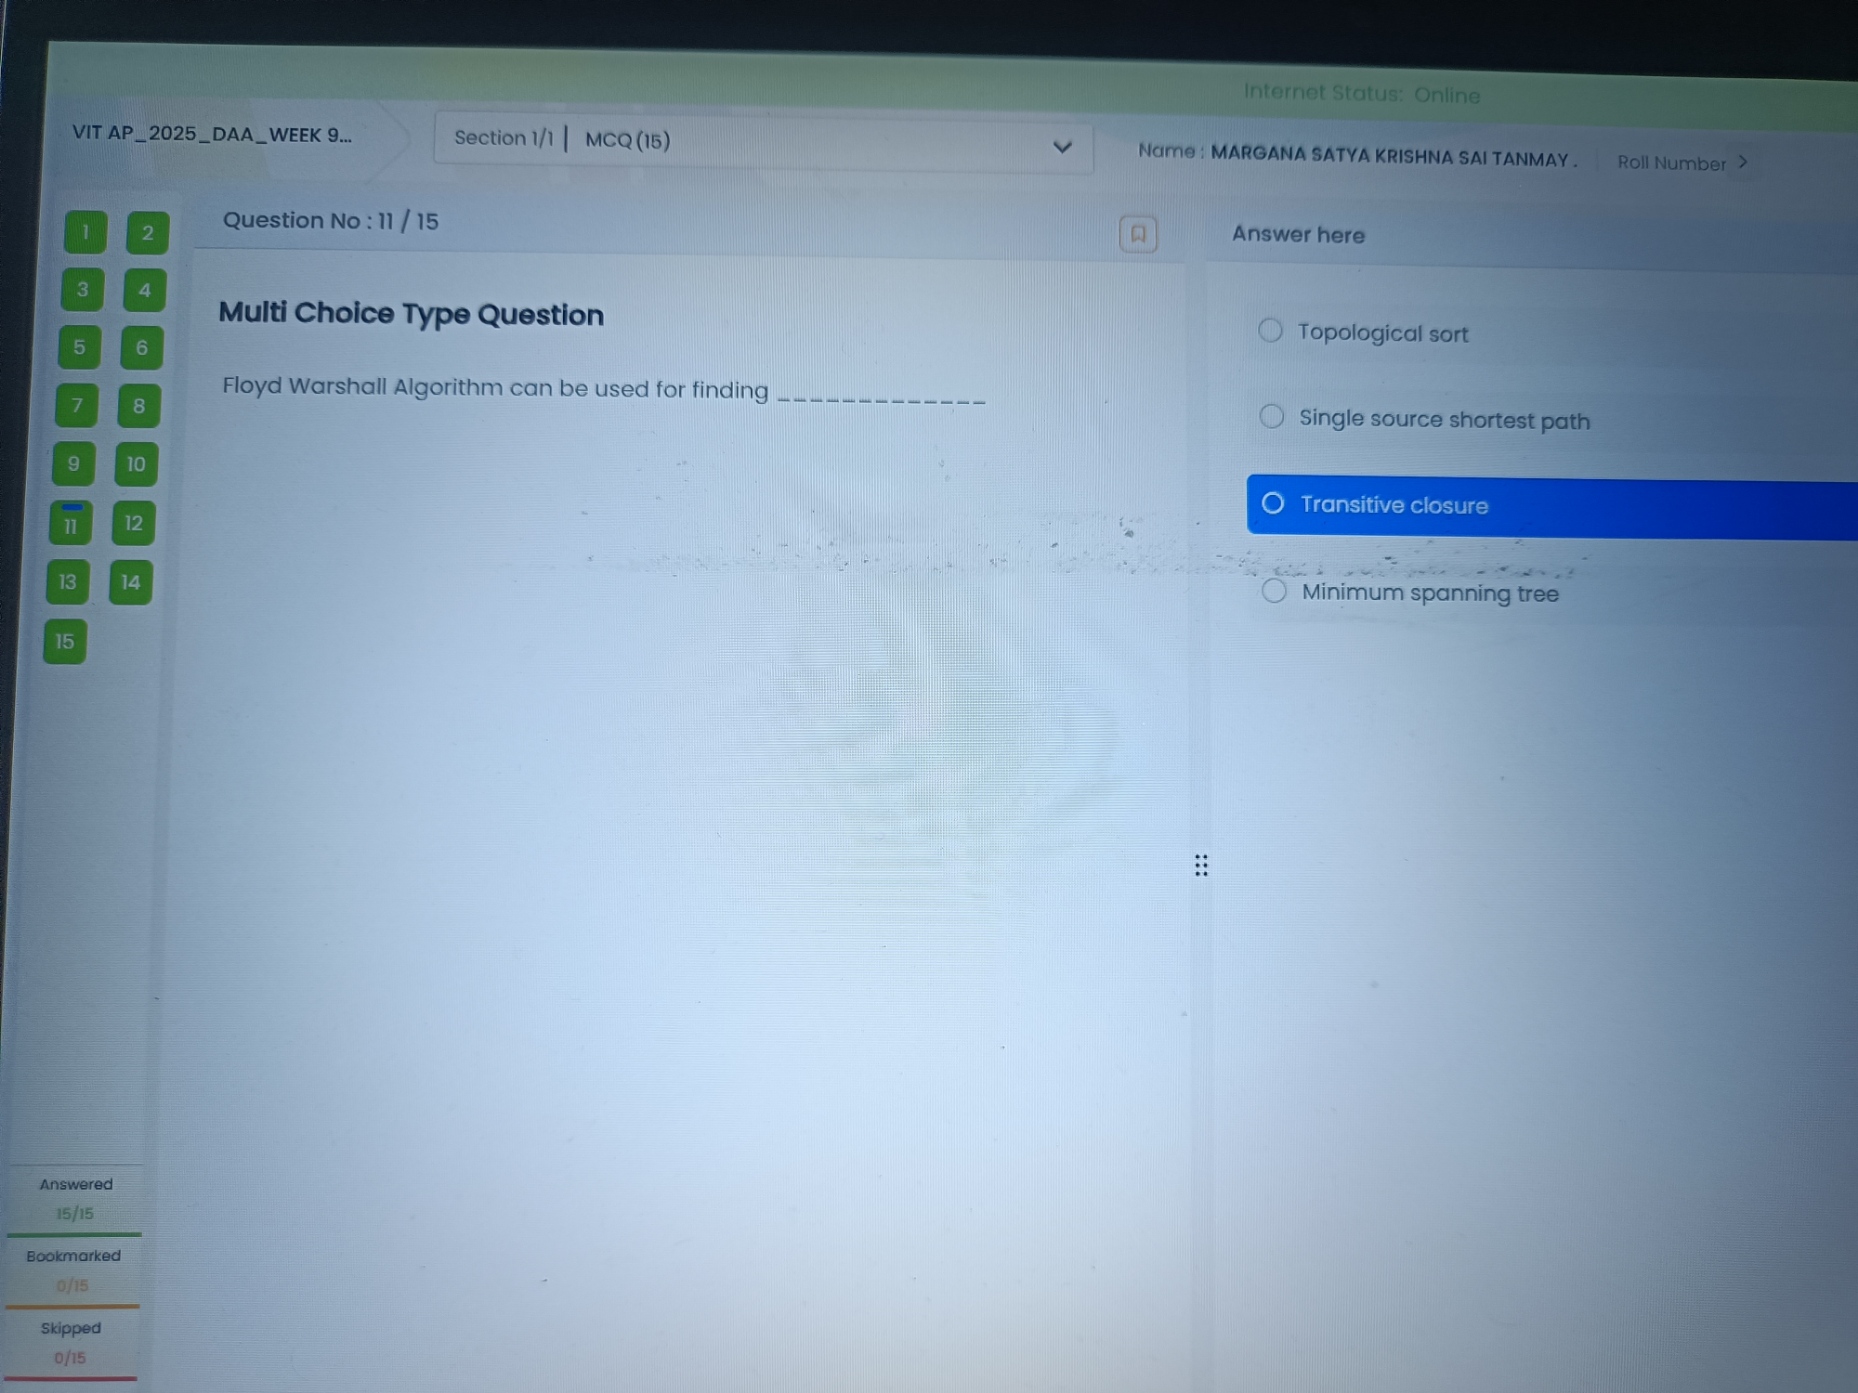 Internet Status: Online
VIT AP_2025_DAA_WEEK 9...
Section 1/1 | MCQ (15)
Name : MARGANA SATYA KRISHNA SAI TANMAY .
Roll Number >
Question No : 11 / 15
Answer here
1 2
3 4
5 6
7 8
9 10
11 12
13 14
15
Multi Choice Type Question
Floyd Warshall Algorithm can be used for finding _____________
Topological sort
Single source shortest path
Transitive closure
Minimum spanning tree
Answered
15/15
Bookmarked
0/15
Skipped
0/15